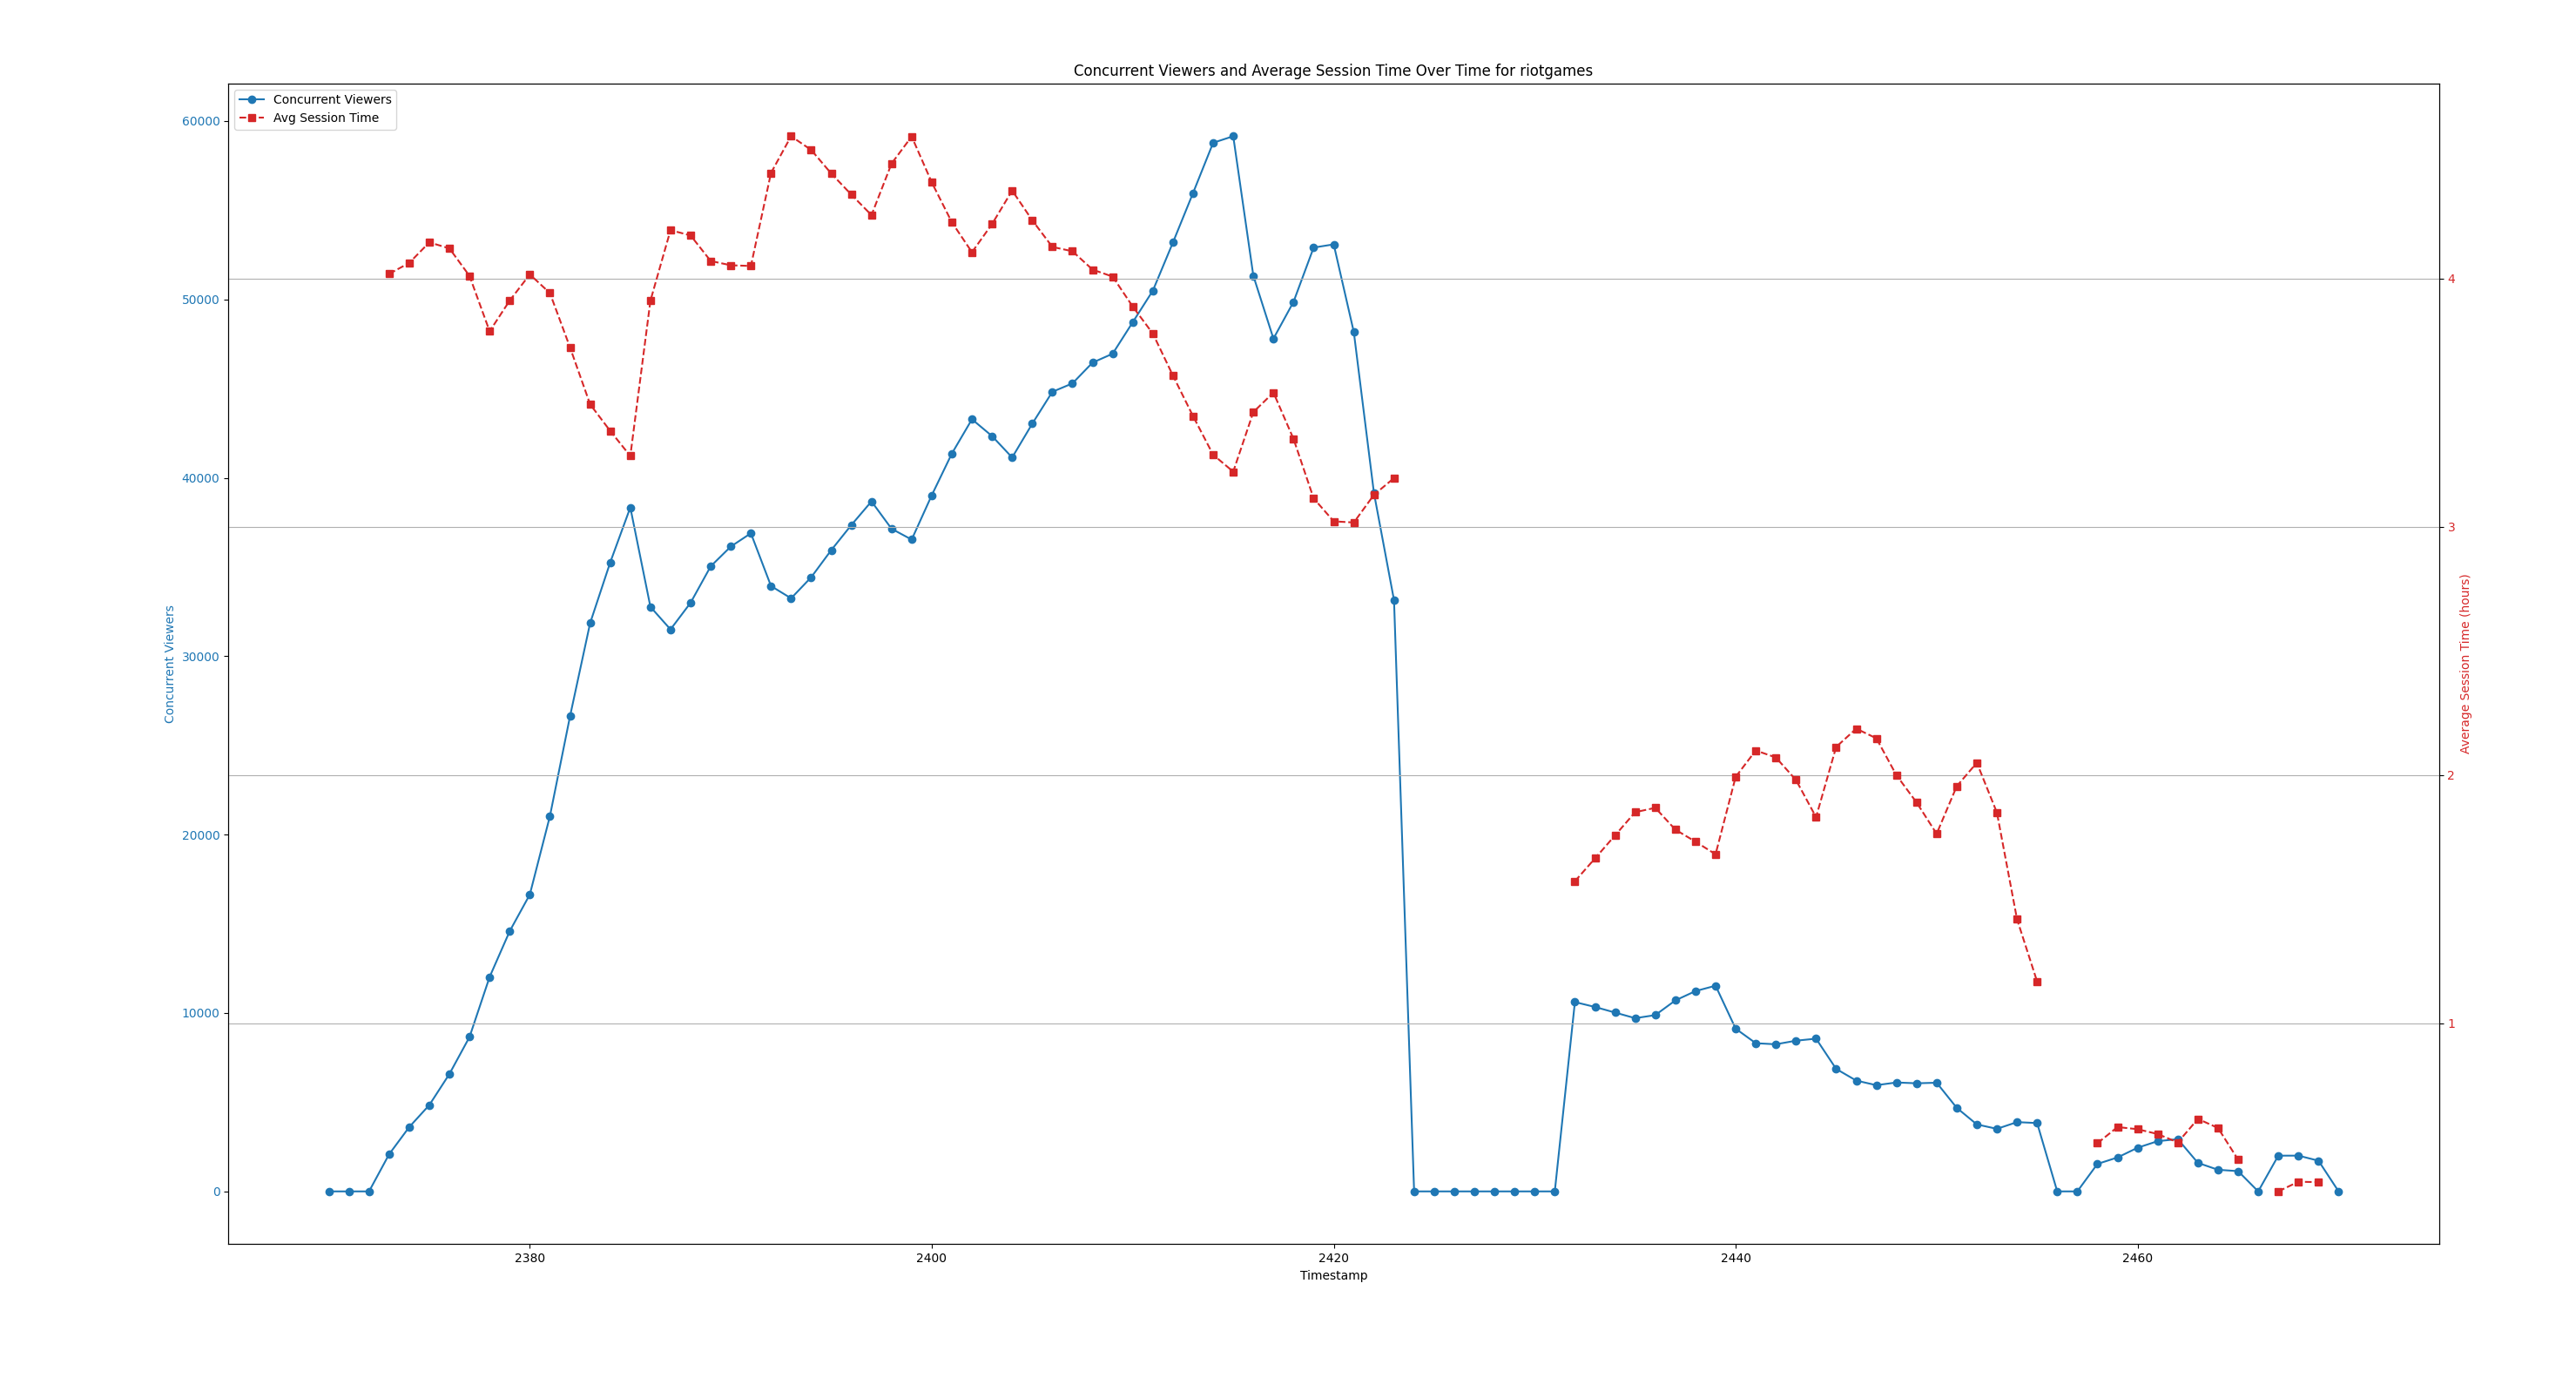 Concurrent Viewers and Average Session Time Over Time for riotgames
Concurrent Viewers
Avg Session Time
60000
50000
40000
30000
20000
10000
0
Concurrent Viewers
4
3
2
1
Average Session Time (hours)
2380
2400
2420
2440
2460
Timestamp